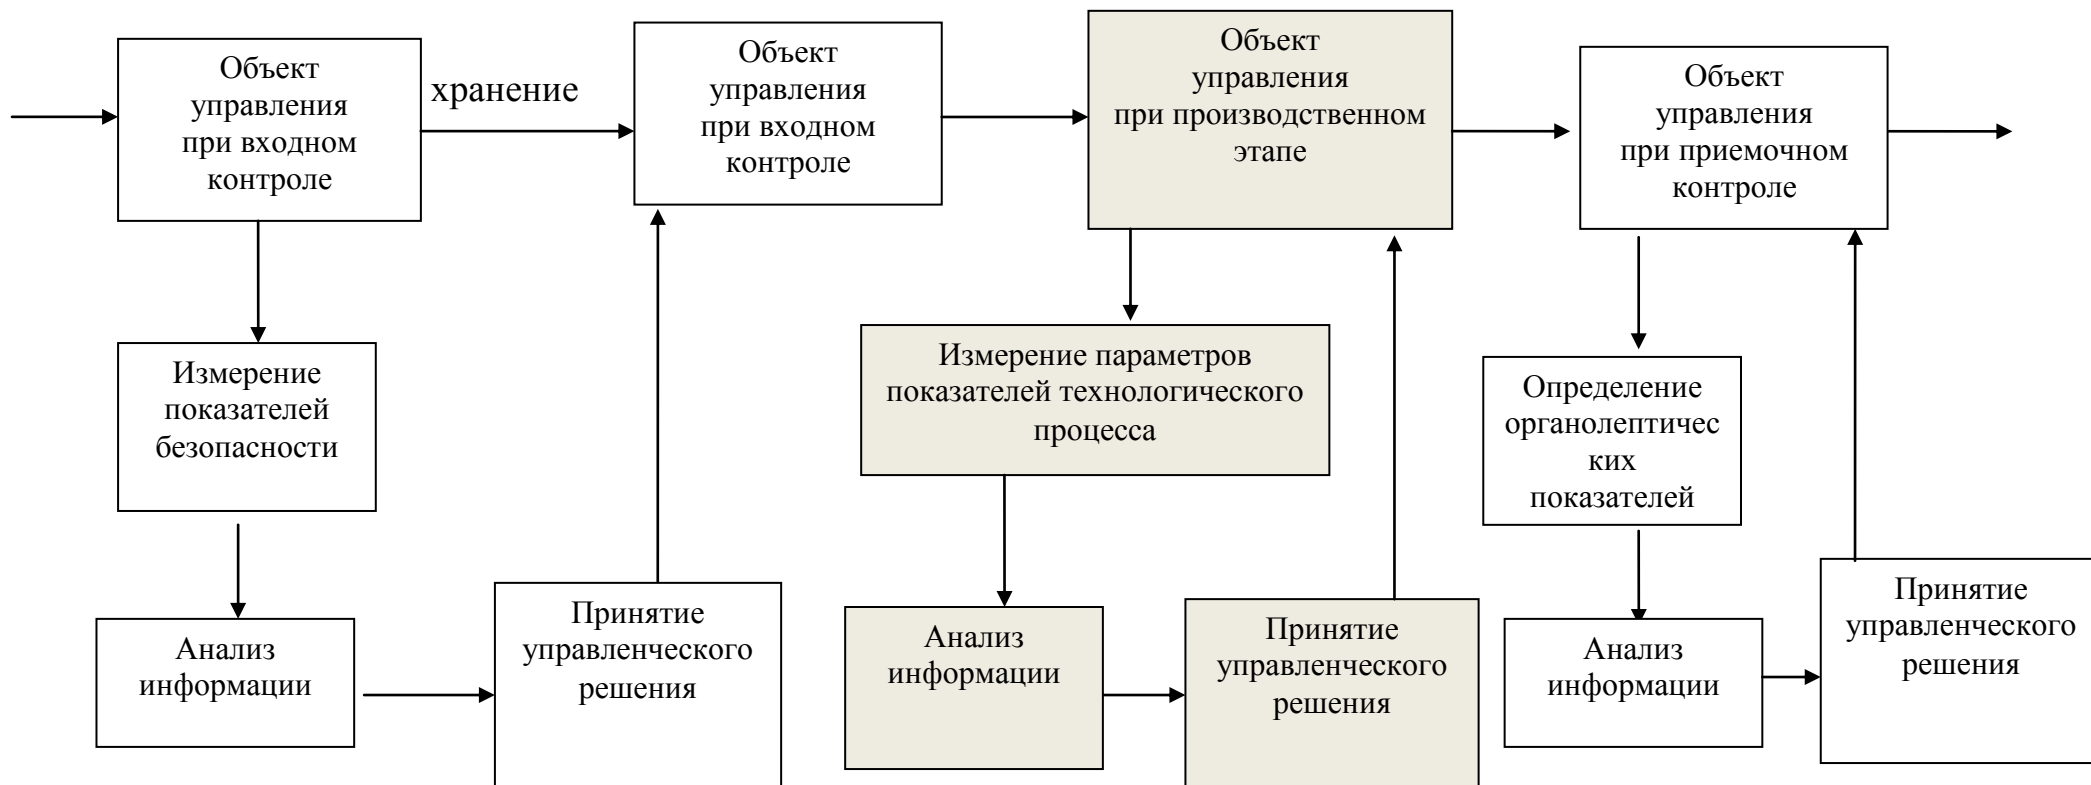 Объект
управления
при входном
контроле
хранение
Объект
управления
при входном
контроле
Объект
управления
при производственном
этапе
Объект
управления
при приемочном
контроле
Измерение
показателей
безопасности
Измерение параметров
показателей технологического
процесса
Определение
органолептичес
ких
показателей
Анализ
информации
Принятие
управленческого
решения
Анализ
информации
Принятие
управленческого
решения
Анализ
информации
Принятие
управленческого
решения